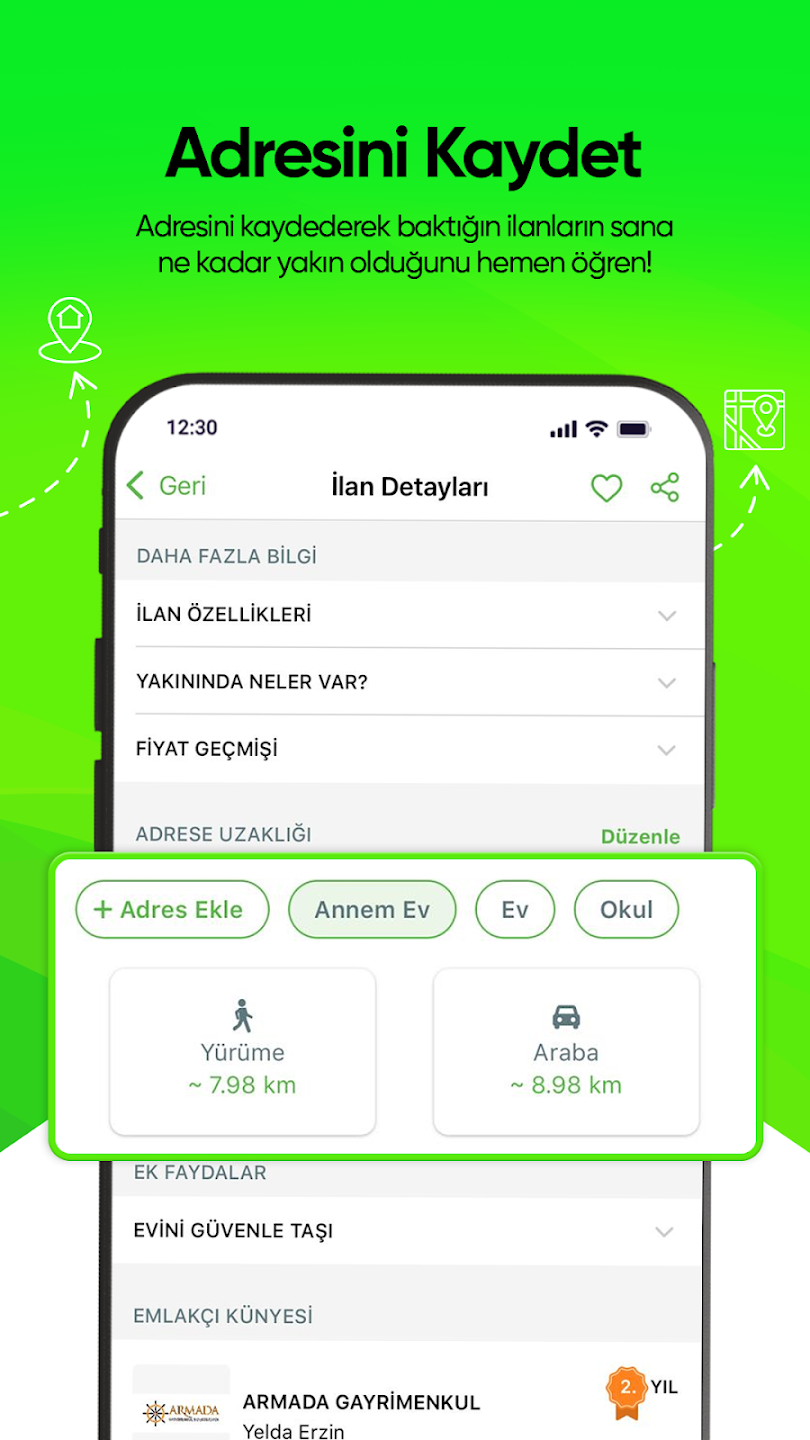 Adresini Kaydet
Adresini kaydederek baktığın ilanların sana
ne kadar yakın olduğunu hemen öğren!
12:30
Geri
İlan Detayları
DAHA FAZLA BİLGİ
İLAN ÖZELLİKLERİ
YAKININDA NELER VAR?
FİYAT GEÇMİŞİ
ADRESE UZAKLIĞI
Düzenle
+ Adres Ekle
Annem Ev
Ev
Okul
Yürüme
~ 7.98 km
Araba
~ 8.98 km
EK FAYDALAR
EVİNİ GÜVENLE TAŞI
EMLAKÇI KÜNYESİ
ARMADA
ARMADA GAYRİMENKUL
2. YIL
Yelda Erzin